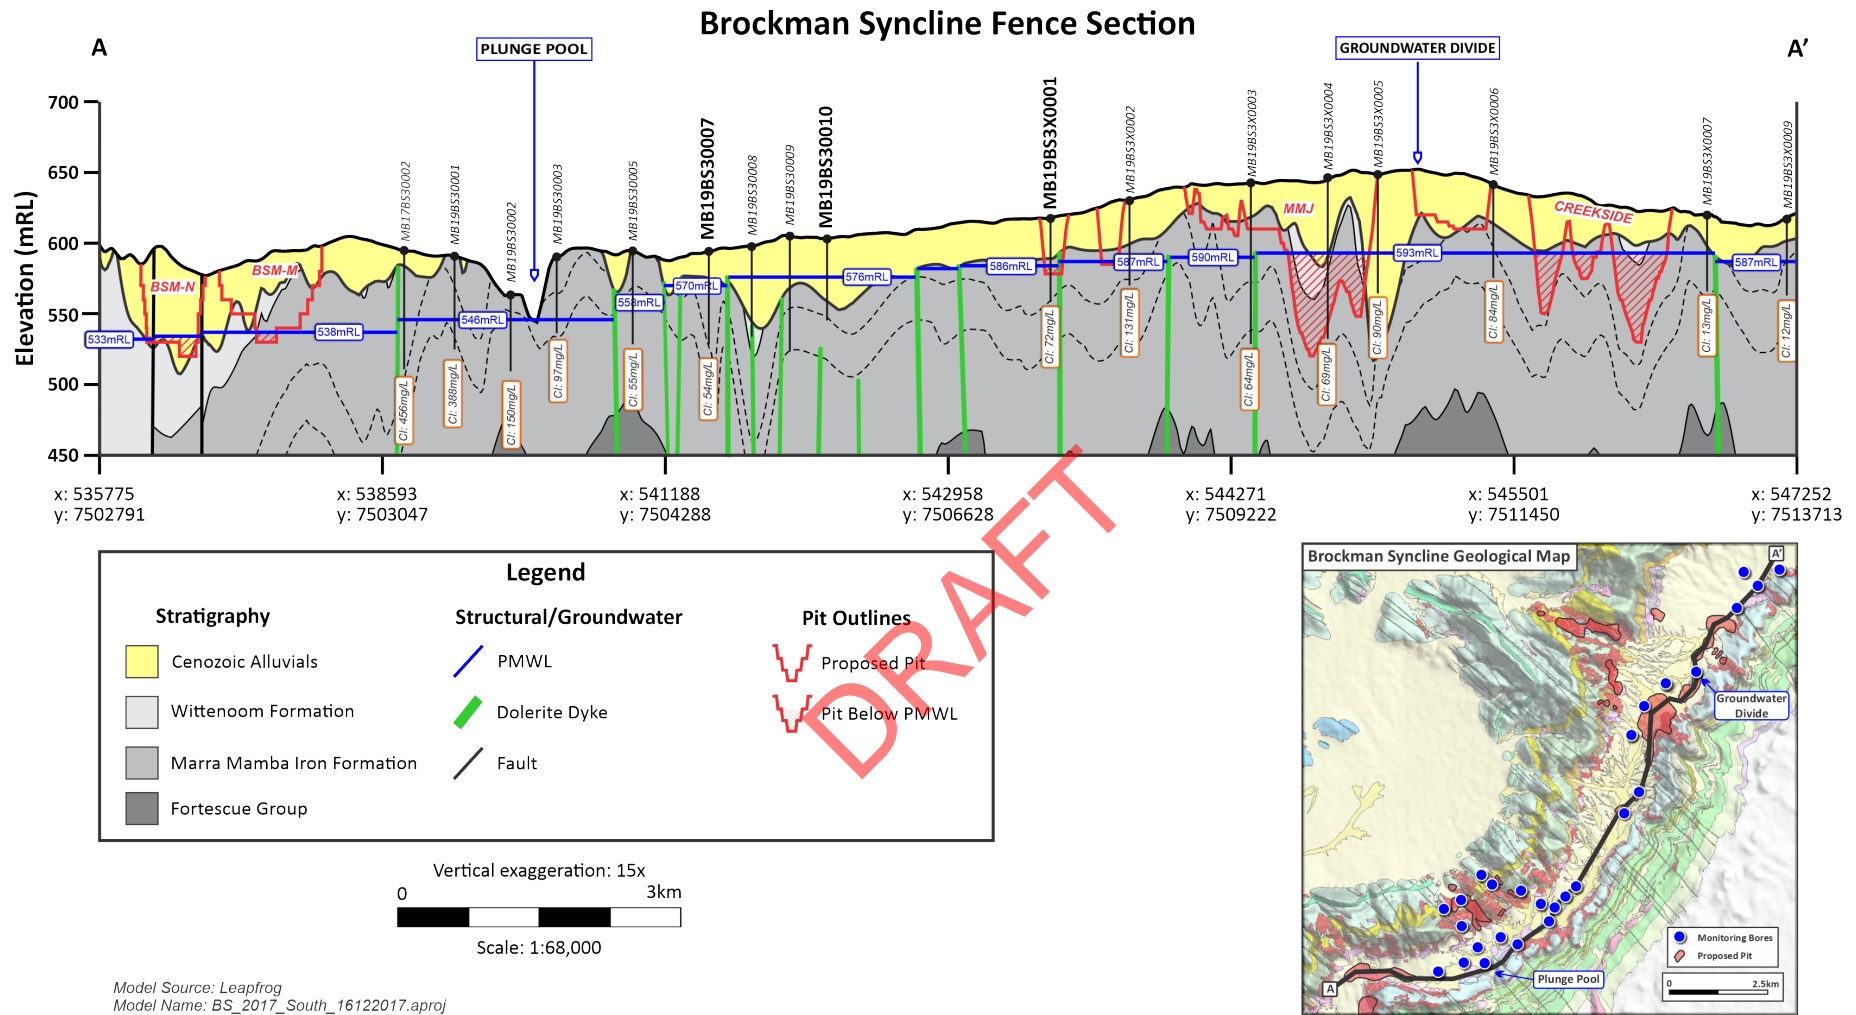 Brockman Syncline Fence Section
A
PLUNGE POOL
GROUNDWATER DIVIDE
A’
Elevation (mRL)
700
650
600
550
500
450
MB17BS30002
MB19BS30001
MB19BS30002
MB19BS30003
MB19BS30005
MB19BS30007
MB19BS30008
MB19BS30009
MB19BS30010
MB19BS3X0001
MB19BS3X0002
MB19BS3X0003
MB19BS3X0004
MB19BS3X0005
MB19BS3X0006
MB19BS3X0007
MB19BS3X0009
BSM-N
BSM-M
MMJ
CREEKSIDE
533mRL
538mRL
546mRL
558mRL
570mRL
576mRL
586mRL
587mRL
590mRL
593mRL
587mRL
Cl: 456mg/L
Cl: 388mg/L
Cl: 150mg/L
Cl: 97mg/L
Cl: 55mg/L
Cl: 54mg/L
Cl: 72mg/L
Cl: 131mg/L
Cl: 64mg/L
Cl: 69mg/L
Cl: 90mg/L
Cl: 84mg/L
Cl: 13mg/L
Cl: 12mg/L
x: 535775
y: 7502791
x: 538593
y: 7503047
x: 541188
y: 7504288
x: 542958
y: 7506628
x: 544271
y: 7509222
x: 545501
y: 7511450
x: 547252
y: 7513713
DRAFT
Legend
Stratigraphy
Cenozoic Alluvials
Wittenoom Formation
Marra Mamba Iron Formation
Fortescue Group
Structural/Groundwater
PMWL
Dolerite Dyke
Fault
Pit Outlines
Proposed Pit
Pit Below PMWL
Vertical exaggeration: 15x
0 3km
Scale: 1:68,000
Model Source: Leapfrog
Model Name: BS_2017_South_16122017.aproj
Brockman Syncline Geological Map
A'
Groundwater
Divide
Monitoring Bores
Proposed Pit
0 2.5km
Plunge Pool
A